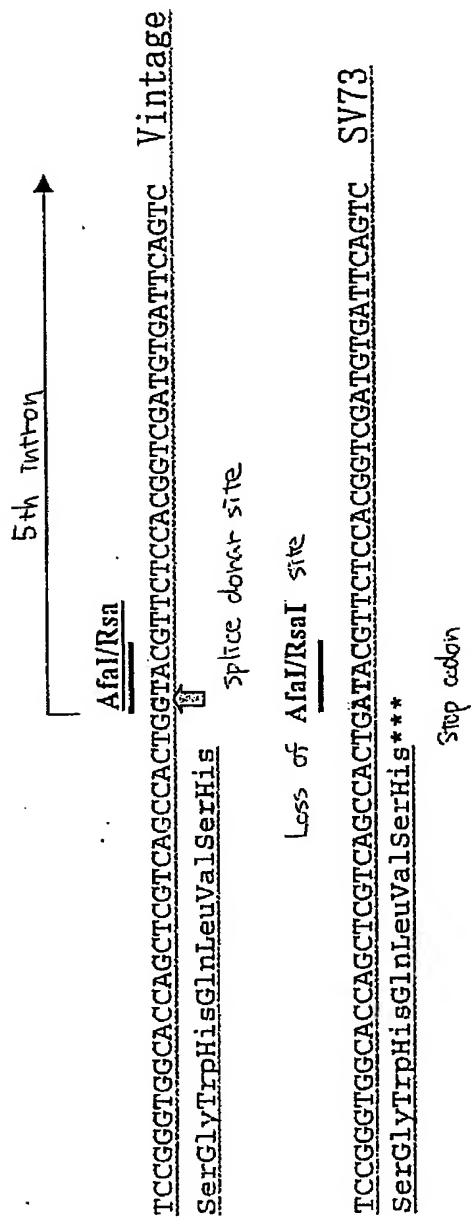 5th intron
AfaI/Rsa
TCCGGGTGGCACCAGCTCGTCAGCCACTGGTACGTTCTCCACGGTCGATGTGATTCAGTC Vintage
SerGlyTrpHisGlnLeuValSerHis
splice donar site
Loss of AfaI/RsaI site
TCCGGGTGGCACCAGCTCGTCAGCCACTGATACGTTCTCCACGGTCGATGTGATTCAGTC SV73
SerGlyTrpHisGlnLeuValSerHis***
Stop codon